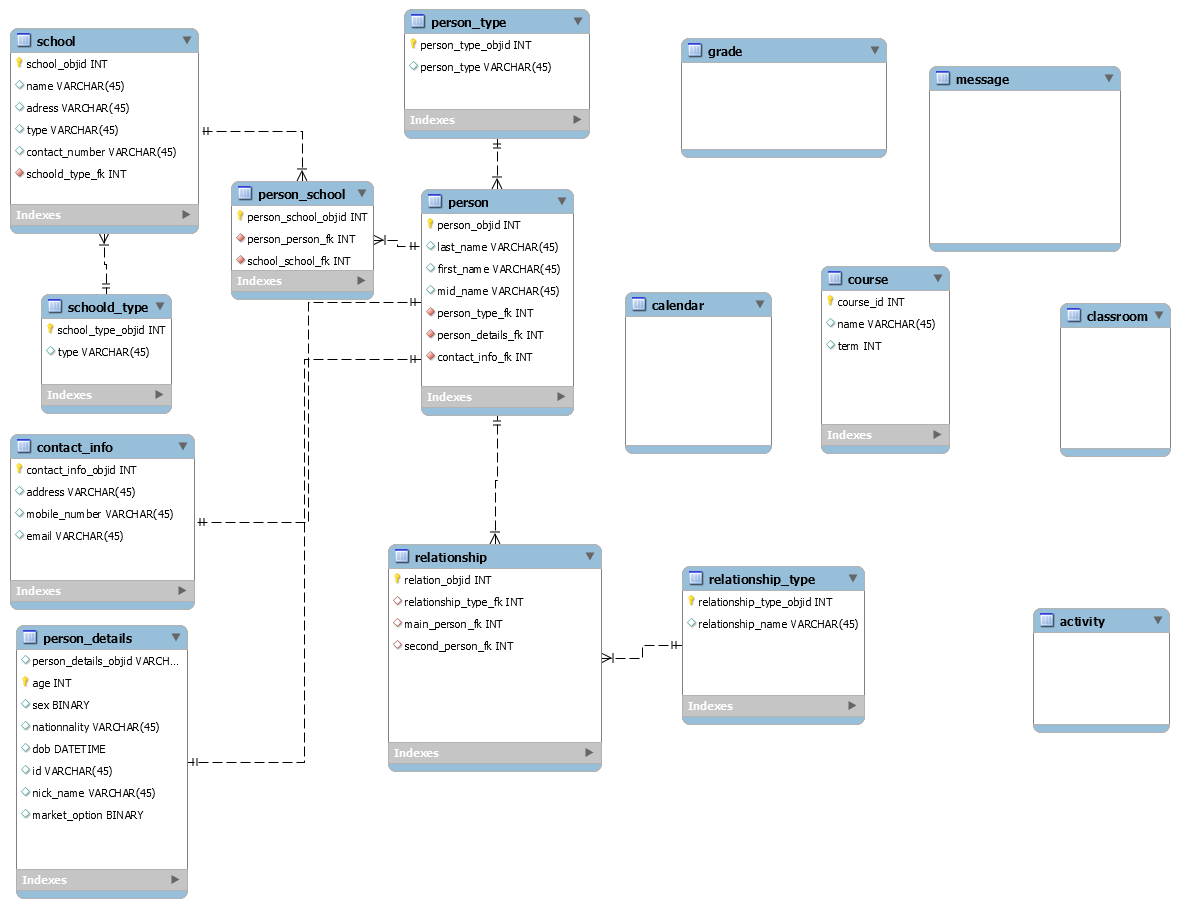 school
school_objid INT
name VARCHAR(45)
adress VARCHAR(45)
type VARCHAR(45)
contact_number VARCHAR(45)
schoold_type_fk INT
Indexes
person_type
person_type_objid INT
person_type VARCHAR(45)
Indexes
grade
message
person_school
person_school_objid INT
person_person_fk INT
school_school_fk INT
Indexes
person
person_objid INT
last_name VARCHAR(45)
first_name VARCHAR(45)
mid_name VARCHAR(45)
person_type_fk INT
person_details_fk INT
contact_info_fk INT
Indexes
schoold_type
school_type_objid INT
type VARCHAR(45)
Indexes
calendar
course
course_id INT
name VARCHAR(45)
term INT
Indexes
classroom
contact_info
contact_info_objid INT
address VARCHAR(45)
mobile_number VARCHAR(45)
email VARCHAR(45)
Indexes
relationship
relation_objid INT
relationship_type_fk INT
main_person_fk INT
second_person_fk INT
Indexes
relationship_type
relationship_type_objid INT
relationship_name VARCHAR(45)
Indexes
person_details
person_details_objid VARCH...
age INT
sex BINARY
nationnality VARCHAR(45)
dob DATETIME
id VARCHAR(45)
nick_name VARCHAR(45)
market_option BINARY
Indexes
activity